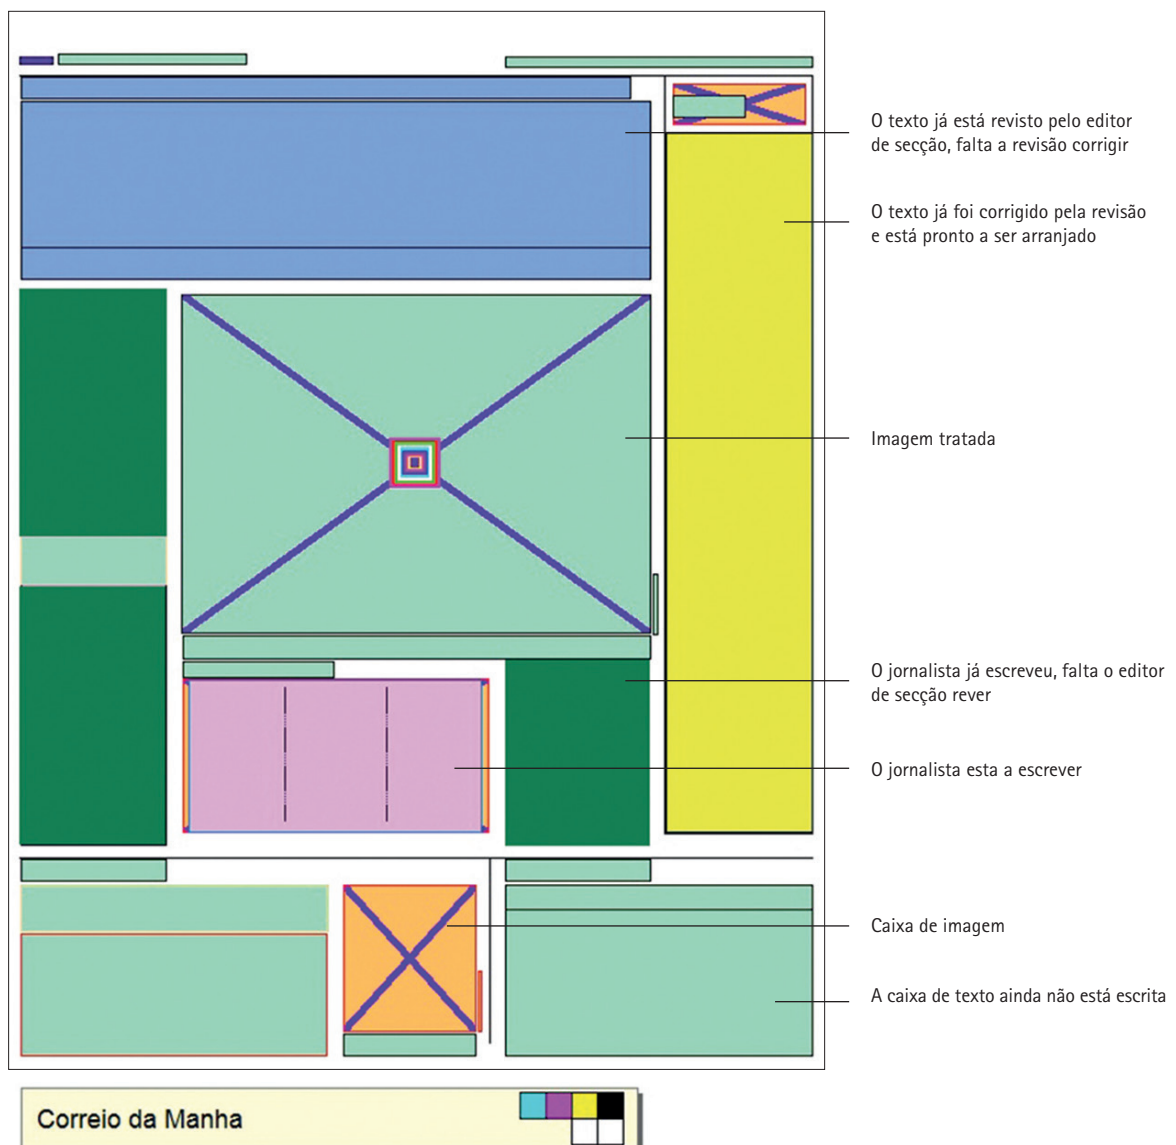 O texto já está revisto pelo editor
de secção, falta a revisão corrigir
O texto já foi corrigido pela revisão
e está pronto a ser arranjado
Imagem tratada
O jornalista já escreveu, falta o editor
de secção rever
O jornalista esta a escrever
Caixa de imagem
A caixa de texto ainda não está escrita
Correio da Manha